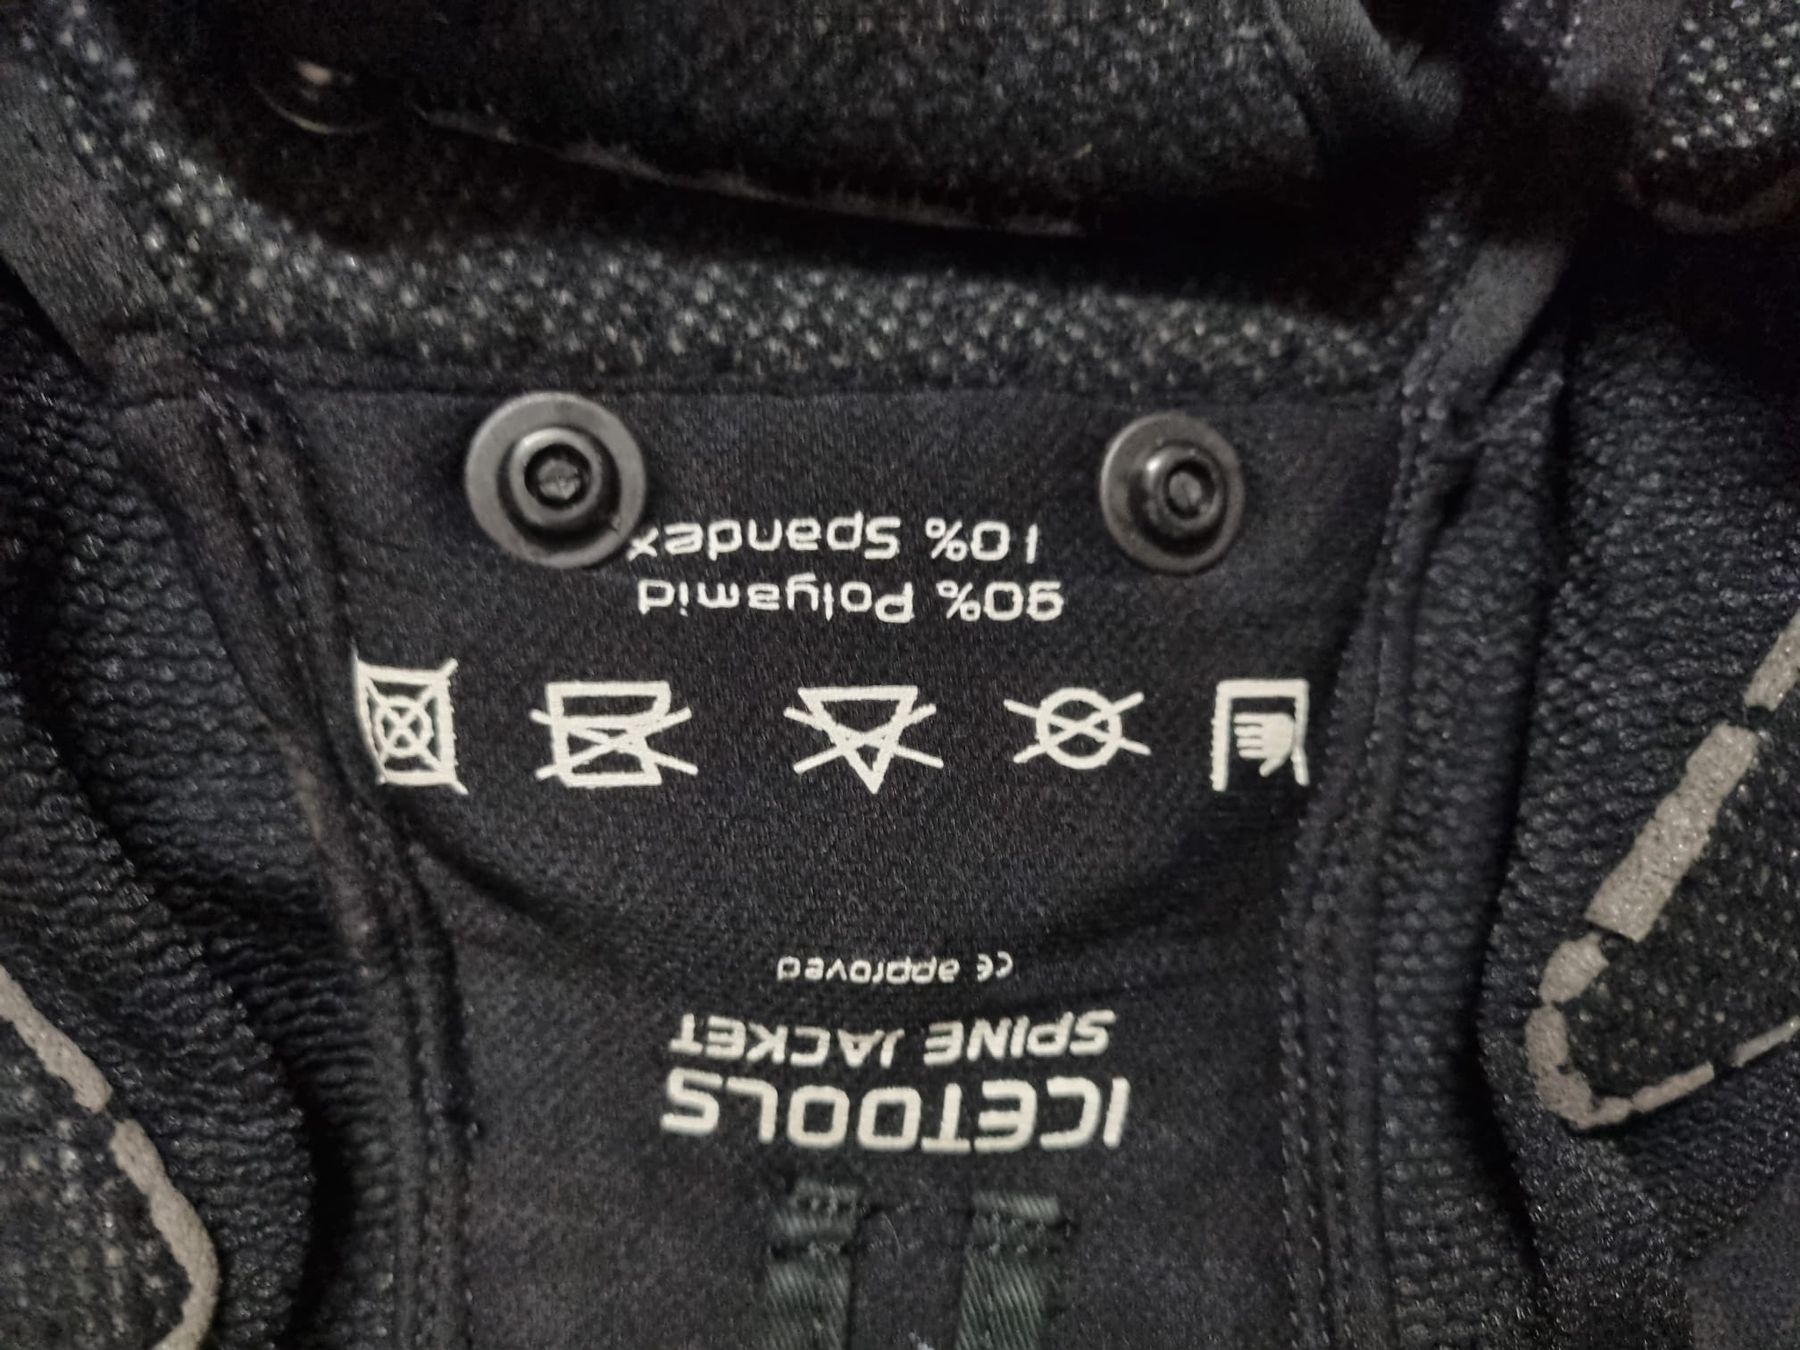 ICETOOLS
SPINE JACKET
CE approved
90% Polyamid
10% Spandex